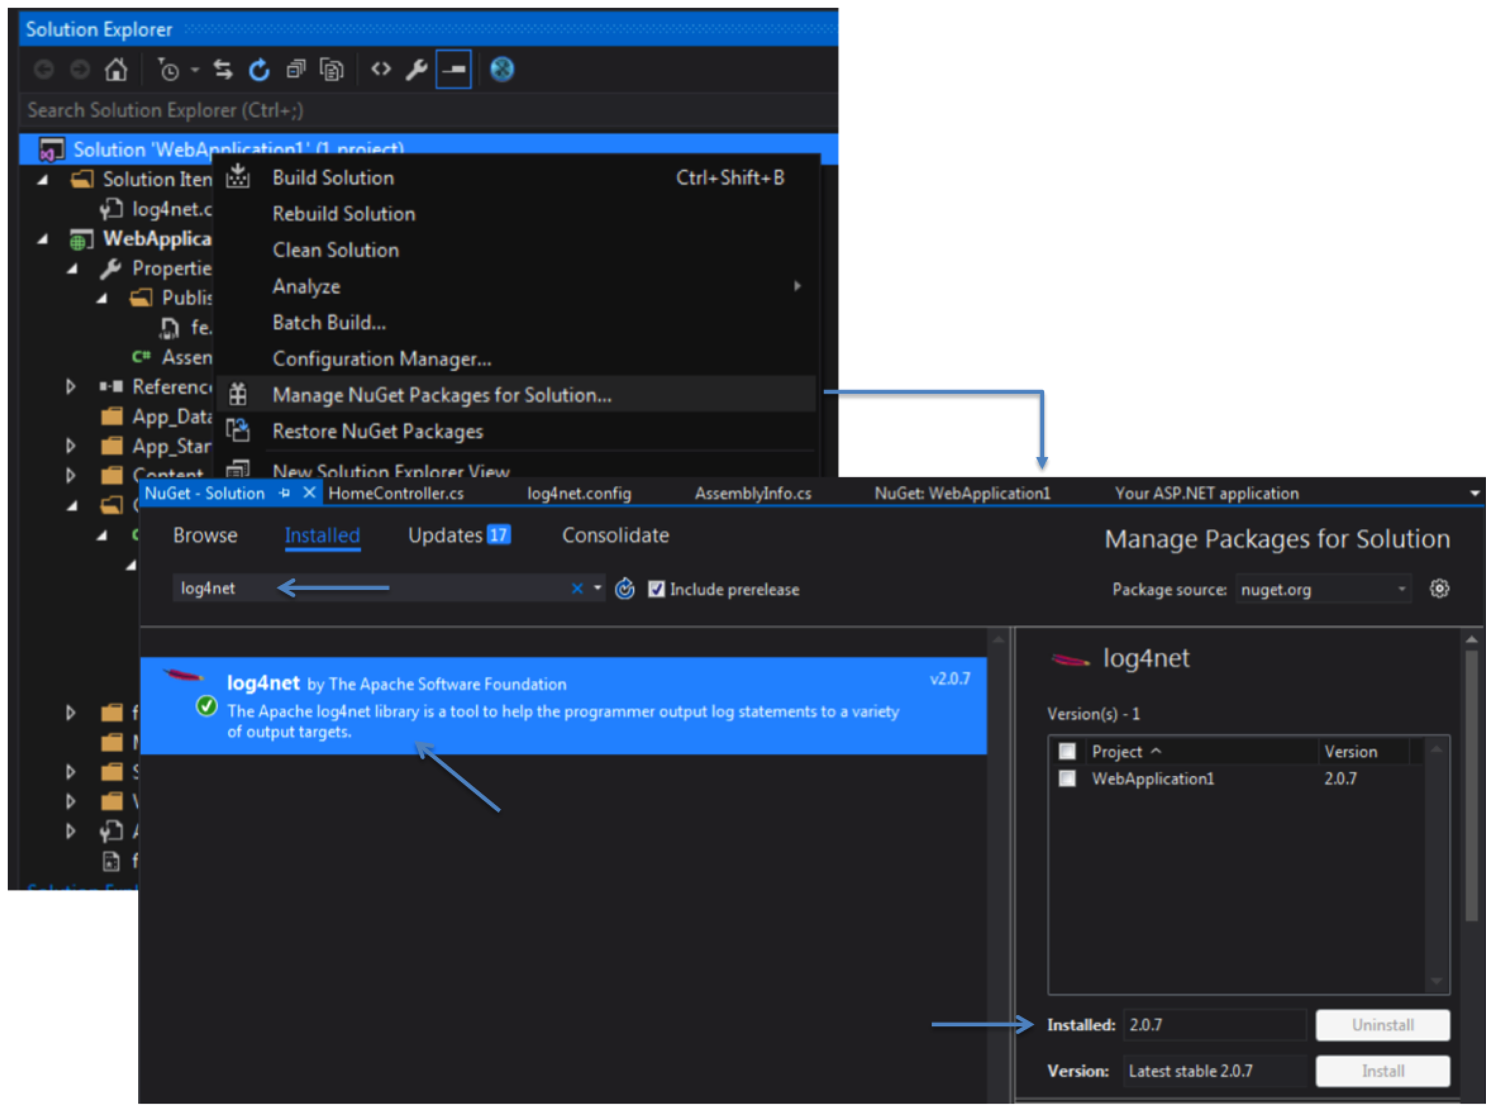 Solution Explorer
Search Solution Explorer (Ctrl+;)
Solution 'WebApplication1' (1 project)
Solution Iten
Build Solution Ctrl+Shift+B
log4net.c
Rebuild Solution
WebApplica
Clean Solution
Propertie
Analyze
Publis
Batch Build...
fe.
C# Assen
Configuration Manager...
Referenc
Manage NuGet Packages for Solution...
App_Data
Restore NuGet Packages
App_Star
Content
New Solution Explorer View
NuGet - Solution HomeController.cs log4net.config AssemblyInfo.cs NuGet: WebApplication1 Your ASP.NET application
Browse Installed Updates 17 Consolidate
Manage Packages for Solution
log4net
Include prerelease
Package source: nuget.org
log4net by The Apache Software Foundation v2.0.7
The Apache log4net library is a tool to help the programmer output log statements to a variety
of output targets.
log4net
Version(s) - 1
Project Version
WebApplication1 2.0.7
Installed: 2.0.7 Uninstall
Version: Latest stable 2.0.7 Install